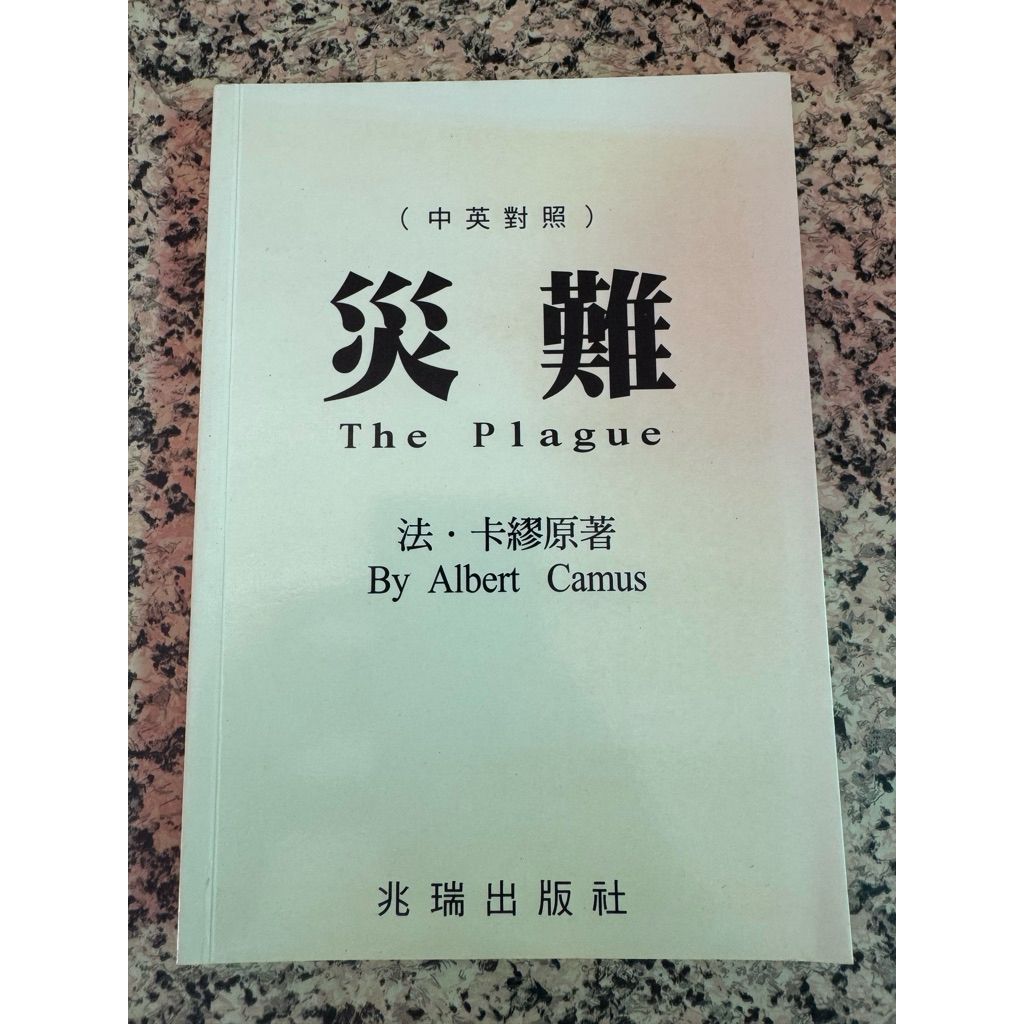 （中英對照）
災難
The Plague
法·卡繆原著
By Albert Camus
兆瑞出版社